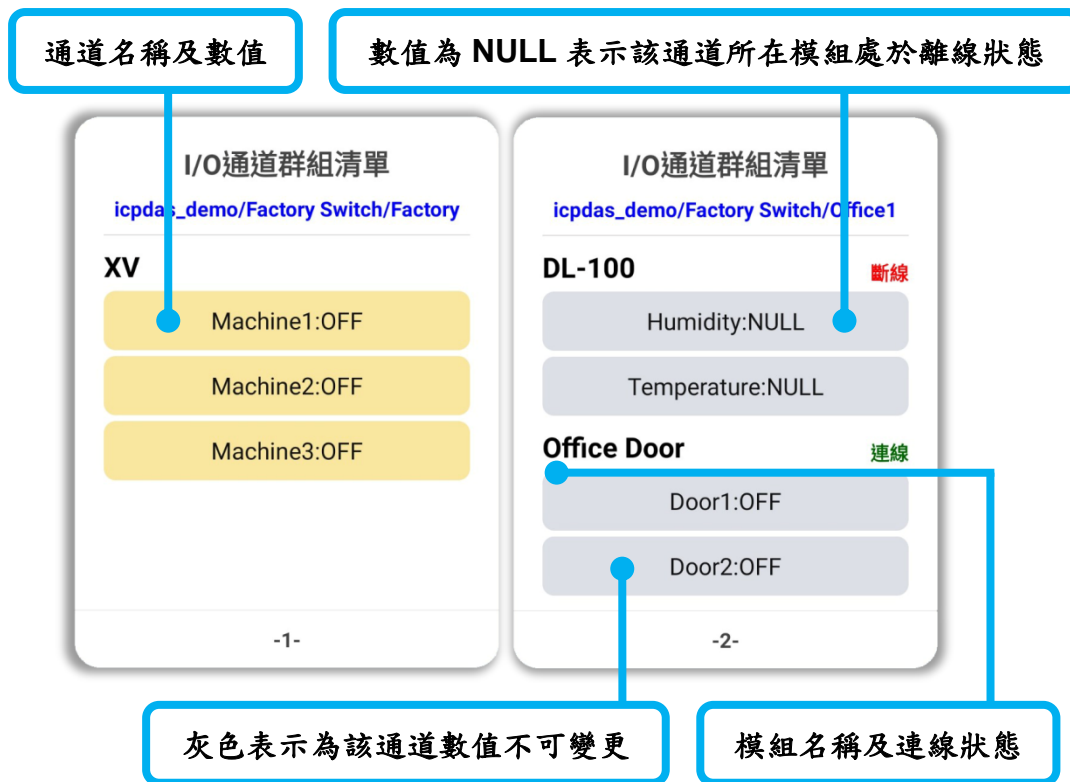 通道名稱及數值
數值為 NULL 表示該通道所在模組處於離線狀態
I/O通道群組清單
icpdas_demo/Factory Switch/Factory
XV
Machine1:OFF
Machine2:OFF
Machine3:OFF
-1-
I/O通道群組清單
icpdas_demo/Factory Switch/Office1
DL-100
斷線
Humidity:NULL
Temperature:NULL
Office Door
連線
Door1:OFF
Door2:OFF
-2-
灰色表示為該通道數值不可變更
模組名稱及連線狀態